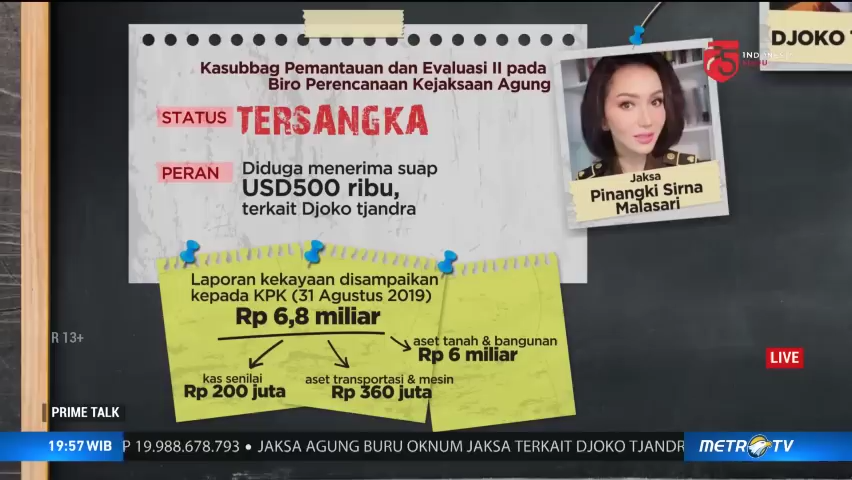 Kasubbag Pemantauan dan Evaluasi II pada
Biro Perencanaan Kejaksaan Agung
STATUS TERSANGKA
PERAN Diduga menerima suap
USD500 ribu,
terkait Djoko tjandra
Jaksa
Pinangki Sirna
Malasari
75 INDONESIA
MAJU
DJOKO T
Laporan kekayaan disampaikan
kepada KPK (31 Agustus 2019)
Rp 6,8 miliar
aset tanah & bangunan
Rp 6 miliar
kas senilai
Rp 200 juta
aset transportasi & mesin
Rp 360 juta
R 13+
LIVE
PRIME TALK
19:57 WIB P 19.988.678.793 • JAKSA AGUNG BURU OKNUM JAKSA TERKAIT DJOKO TJANDR METRO TV